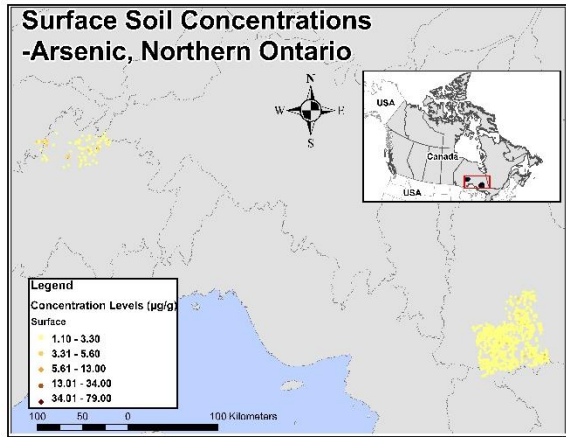 Surface Soil Concentrations
-Arsenic, Northern Ontario
N
W E
S
USA
Canada
USA
Legend
Concentration Levels (µg/g)
Surface
1.10 - 3.30
3.31 - 5.60
5.61 - 13.00
13.01 - 34.00
34.01 - 79.00
100 50 0 100 Kilometers